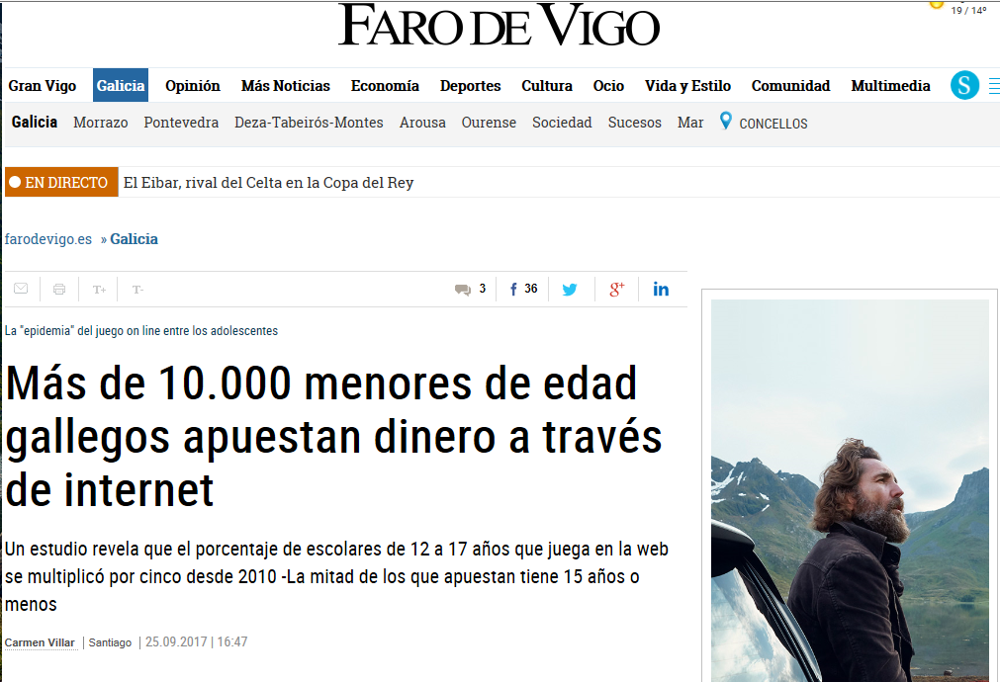 FARO DE VIGO
19 / 14º
Gran Vigo Galicia Opinión Más Noticias Economía Deportes Cultura Ocio Vida y Estilo Comunidad Multimedia S
Galicia Morrazo Pontevedra Deza-Tabeirós-Montes Arousa Ourense Sociedad Sucesos Mar CONCELLOS
EN DIRECTO El Eibar, rival del Celta en la Copa del Rey
farodevigo.es » Galicia
T+ T- 3 f 36 g+ in
La "epidemia" del juego on line entre los adolescentes
Más de 10.000 menores de edad
gallegos apuestan dinero a través
de internet
Un estudio revela que el porcentaje de escolares de 12 a 17 años que juega en la web
se multiplicó por cinco desde 2010 -La mitad de los que apuestan tiene 15 años o
menos
Carmen Villar | Santiago | 25.09.2017 | 16:47